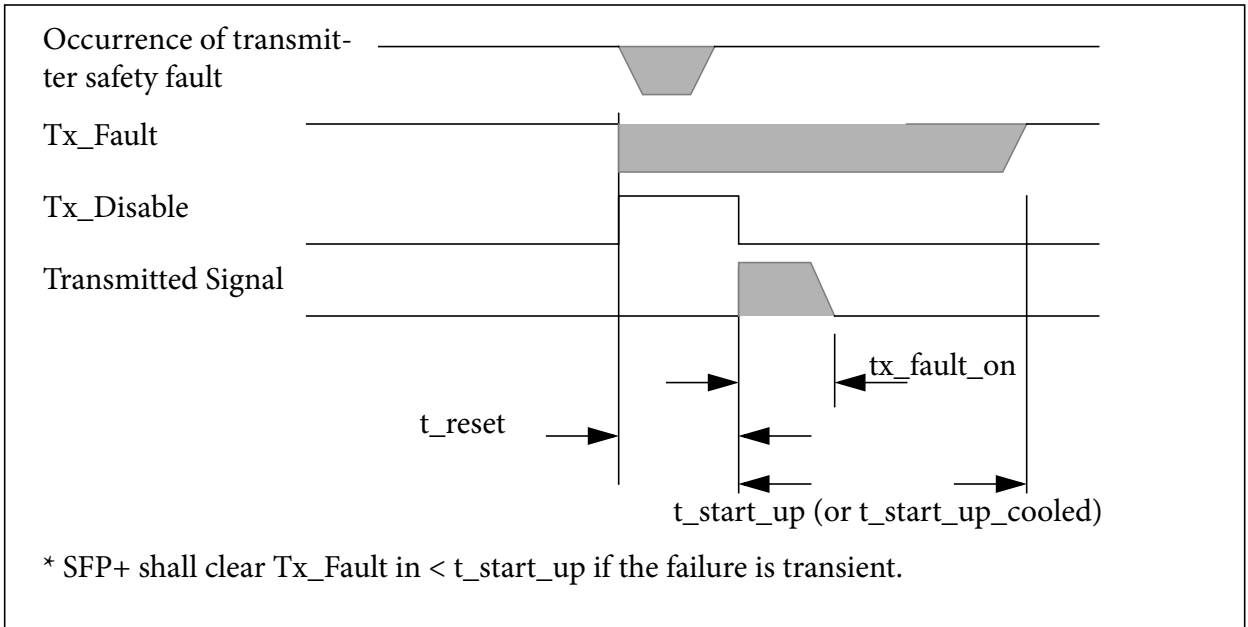 Occurrence of transmit-
ter safety fault
Tx_Fault
Tx_Disable
Transmitted Signal
tx_fault_on
t_reset
t_start_up (or t_start_up_cooled)
* SFP+ shall clear Tx_Fault in < t_start_up if the failure is transient.